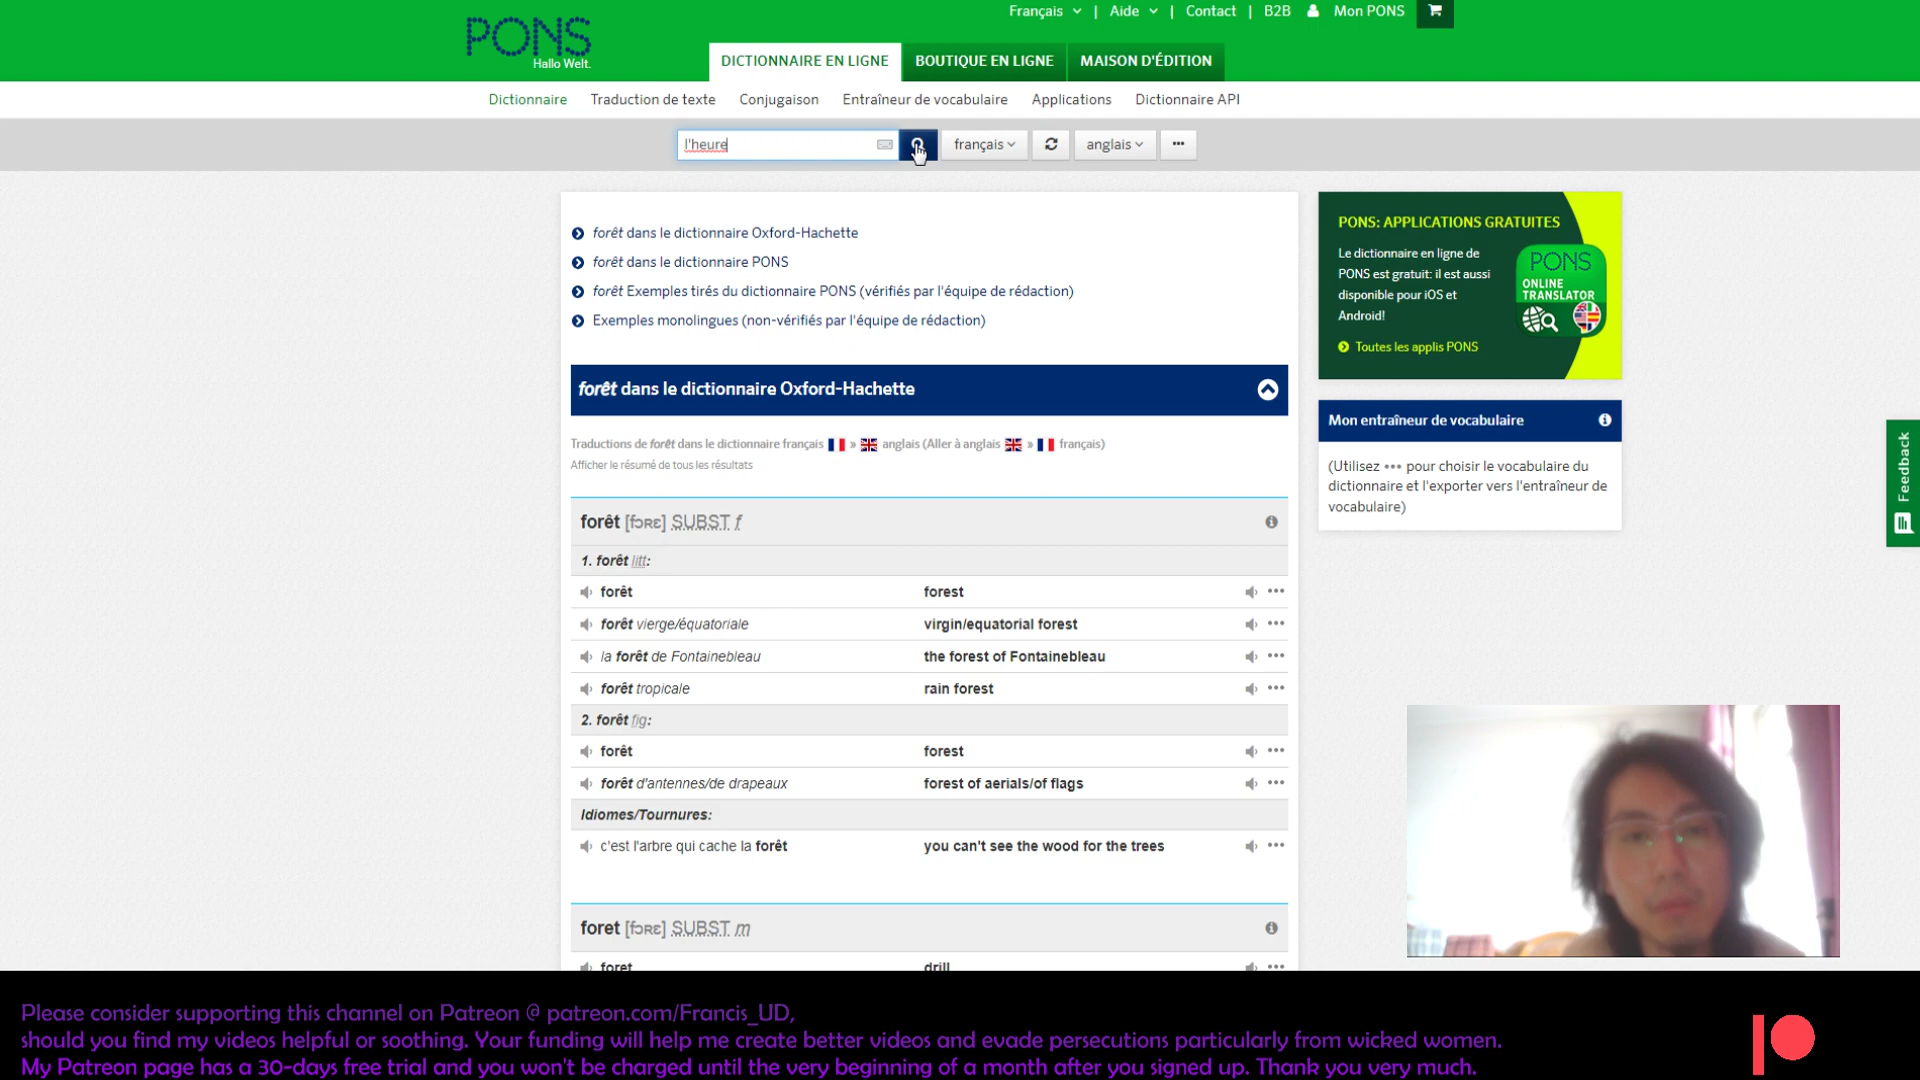 Français | Aide | Contact | B2B Mon PONS
PONS
Hallo Welt.
DICTIONNAIRE EN LIGNE BOUTIQUE EN LIGNE MAISON D'ÉDITION
Dictionnaire Traduction de texte Conjugaison Entraîneur de vocabulaire Applications Dictionnaire API
l'heure français anglais •••
forêt dans le dictionnaire Oxford-Hachette
forêt dans le dictionnaire PONS
forêt Exemples tirés du dictionnaire PONS (vérifiés par l'équipe de rédaction)
Exemples monolingues (non-vérifiés par l'équipe de rédaction)
forêt dans le dictionnaire Oxford-Hachette
Traductions de forêt dans le dictionnaire français » anglais (Aller à anglais » français)
Afficher le résumé de tous les résultats
forêt [fɔʀɛ] SUBST f
1. forêt litt:
forêt forest •••
forêt vierge/équatoriale virgin/equatorial forest •••
la forêt de Fontainebleau the forest of Fontainebleau •••
forêt tropicale rain forest •••
2. forêt fig:
forêt forest •••
forêt d'antennes/de drapeaux forest of aerials/of flags •••
Idiomes/Tournures:
c'est l'arbre qui cache la forêt you can't see the wood for the trees •••
foret [fɔʀɛ] SUBST m
foret drill •••
PONS: APPLICATIONS GRATUITES
Le dictionnaire en ligne de
PONS est gratuit: il est aussi
disponible pour iOS et
Android!
Toutes les applis PONS
PONS
ONLINE
TRANSLATOR
Mon entraîneur de vocabulaire
(Utilisez ••• pour choisir le vocabulaire du
dictionnaire et l'exporter vers l'entraîneur de
vocabulaire)
Feedback
Please consider supporting this channel on Patreon @ patreon.com/Francis_UD,
should you find my videos helpful or soothing. Your funding will help me create better videos and evade persecutions particularly from wicked women.
My Patreon page has a 30-days free trial and you won't be charged until the very beginning of a month after you signed up. Thank you very much.